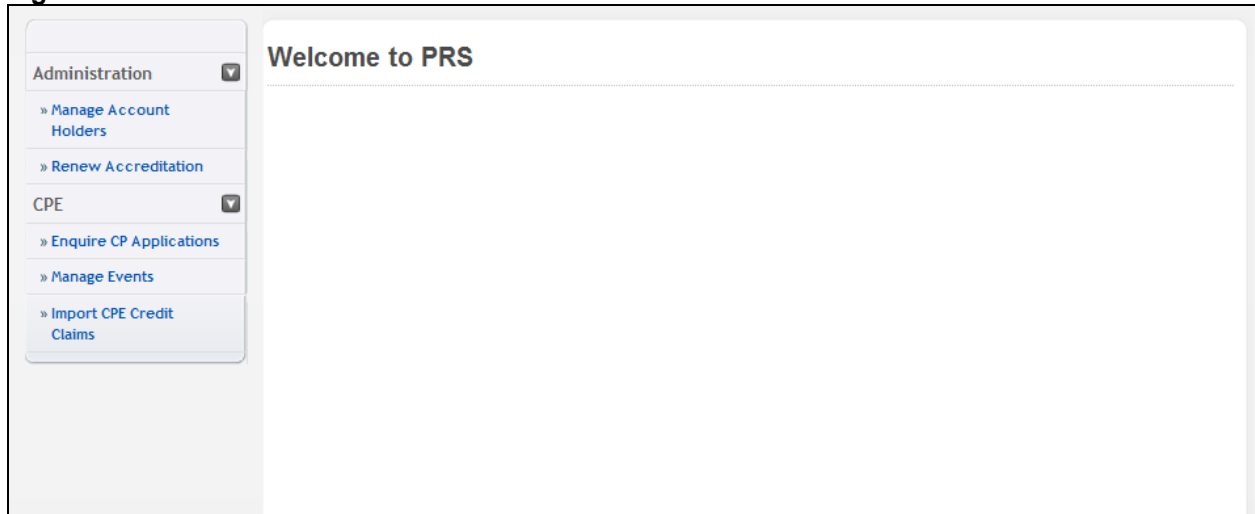 Administration
» Manage Account
Holders
» Renew Accreditation
CPE
» Enquire CP Applications
» Manage Events
» Import CPE Credit
Claims
Welcome to PRS